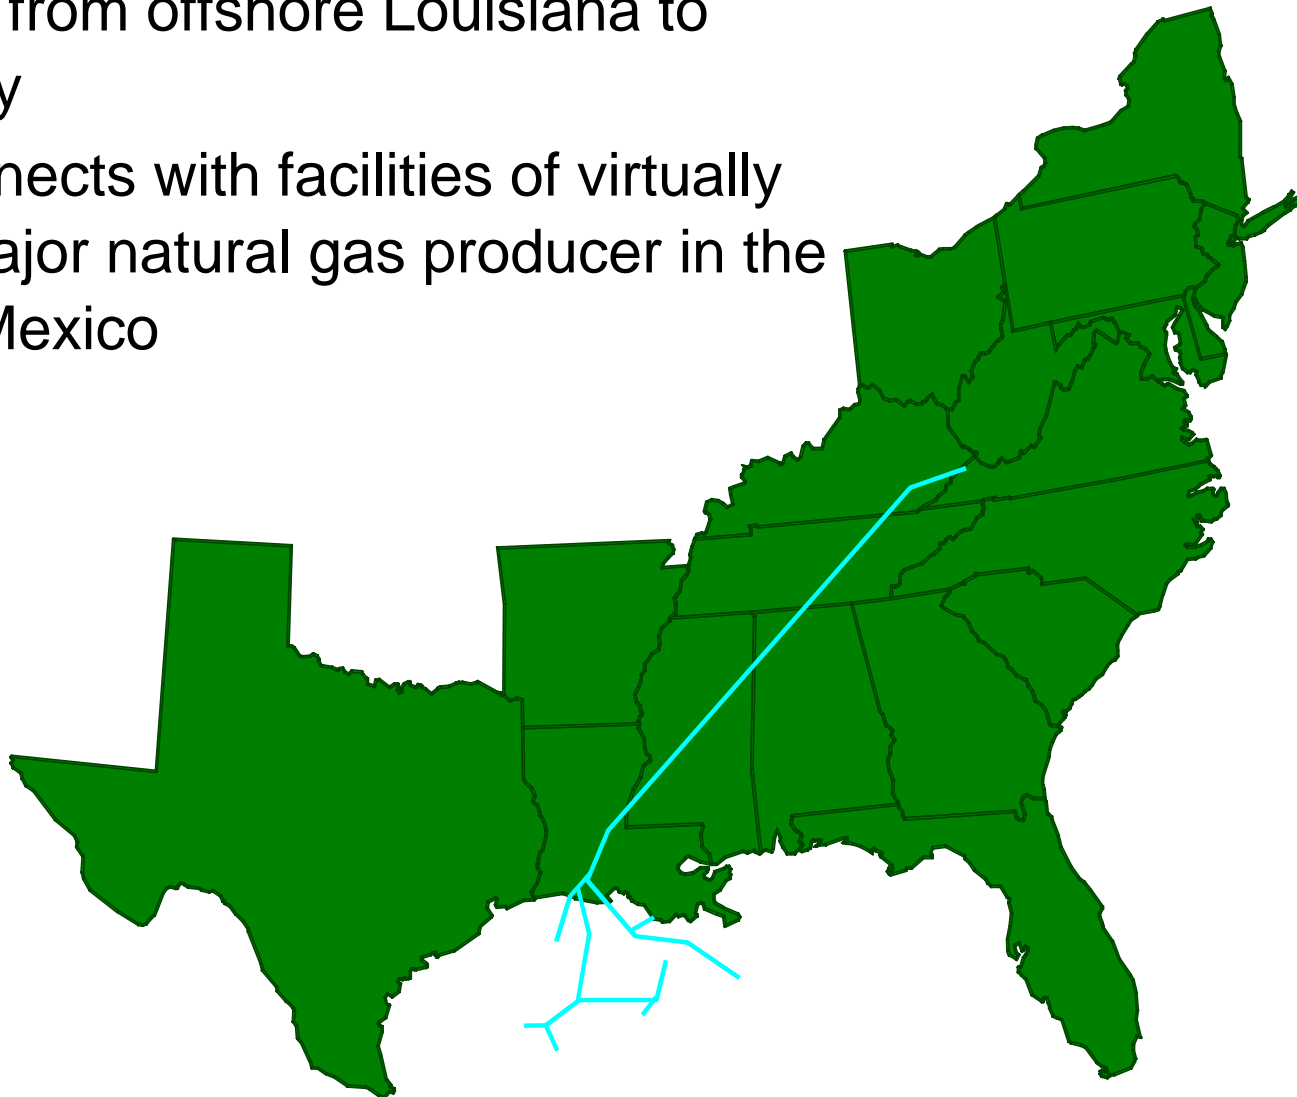 from offshore Louisiana to
y
nects with facilities of virtually
ajor natural gas producer in the
Mexico